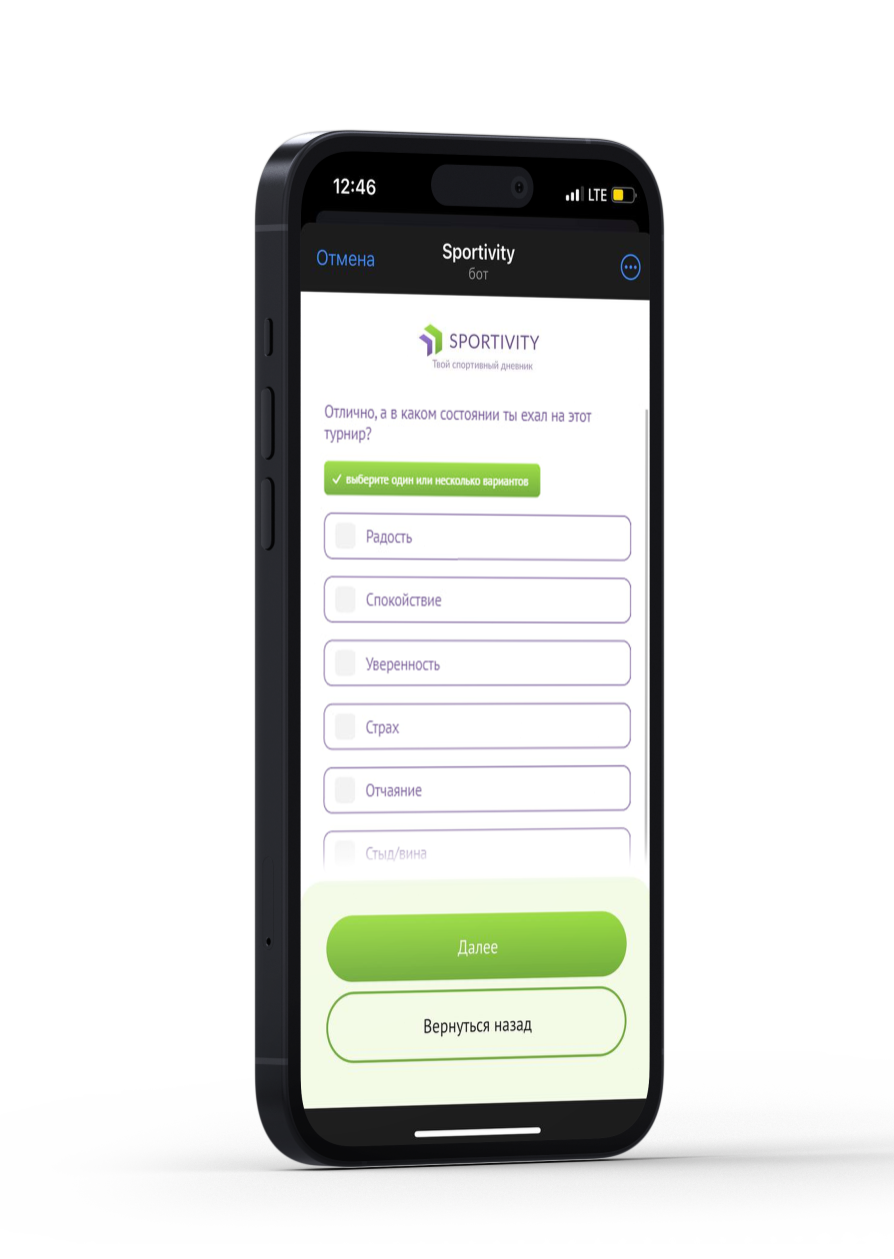 12:46
LTE
Отмена
Sportivity
бот
SPORTIVITY
Твой спортивный дневник
Отлично, а в каком состоянии ты ехал на этот
турнир?
✓ выберите один или несколько вариантов
Радость
Спокойствие
Уверенность
Страх
Отчаяние
Стыд/вина
Далее
Вернуться назад